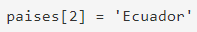 paises[2] = 'Ecuador'